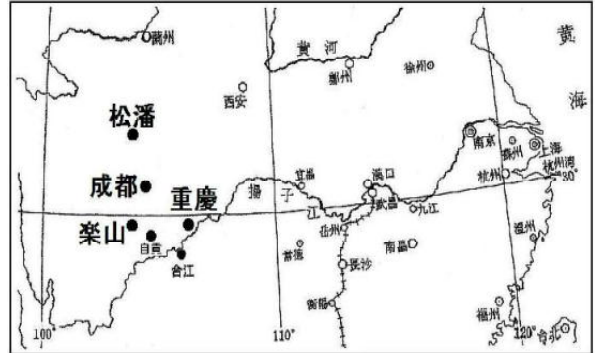 蘭州
黄河
黄海
鄭州
徐州
西安
松潘
南京
蘇州
上海
杭州湾
杭州
30°
成都
宜昌
漢口
武昌
揚子江
九江
重慶
楽山
自貢
合江
岳州
常德
南昌
温州
長沙
衡陽
福州
台北
100°
110°
120°